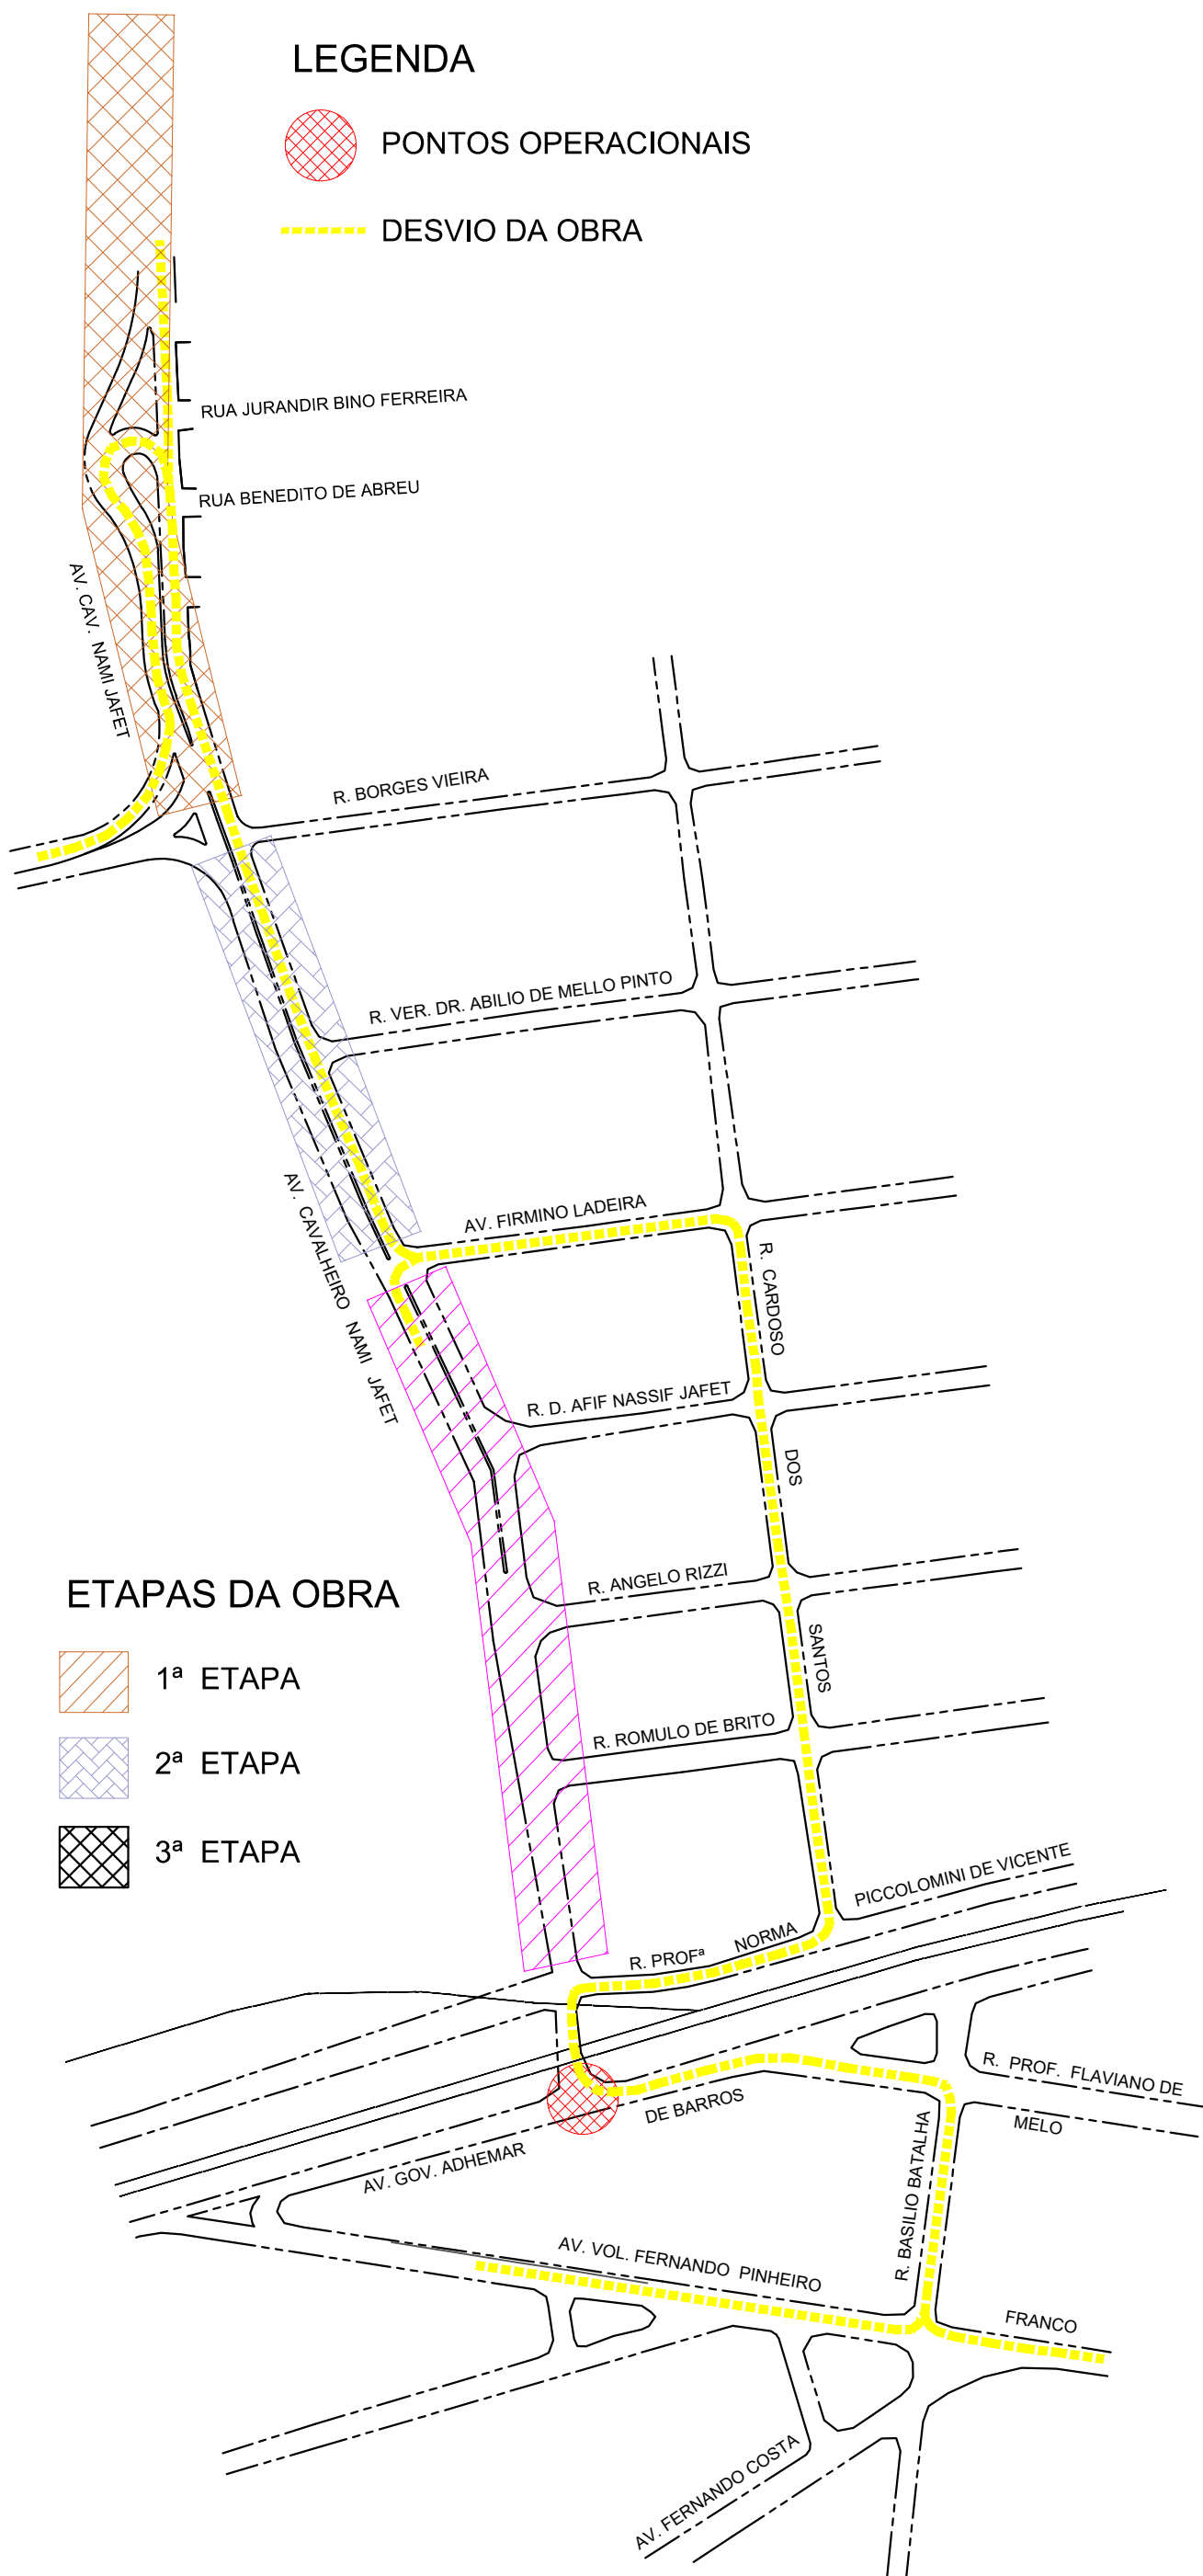 LEGENDA
PONTOS OPERACIONAIS
DESVIO DA OBRA
RUA JURANDIR BINO FERREIRA
RUA BENEDITO DE ABREU
AV. CAV. NAMI JAFET
R. BORGES VIEIRA
R. VER. DR. ABILIO DE MELLO PINTO
AV. CAVALHEIRO NAMI JAFET
AV. FIRMINO LADEIRA
R. CARDOSO DOS SANTOS
R. D. AFIF NASSIF JAFET
R. ANGELO RIZZI
R. ROMULO DE BRITO
ETAPAS DA OBRA
1ª ETAPA
2ª ETAPA
3ª ETAPA
R. PROFª NORMA PICCOLOMINI DE VICENTE
R. PROF. FLAVIANO DE
MELO
AV. GOV. ADHEMAR DE BARROS
R. BASILIO BATALHA
AV. VOL. FERNANDO PINHEIRO FRANCO
AV. FERNANDO COSTA